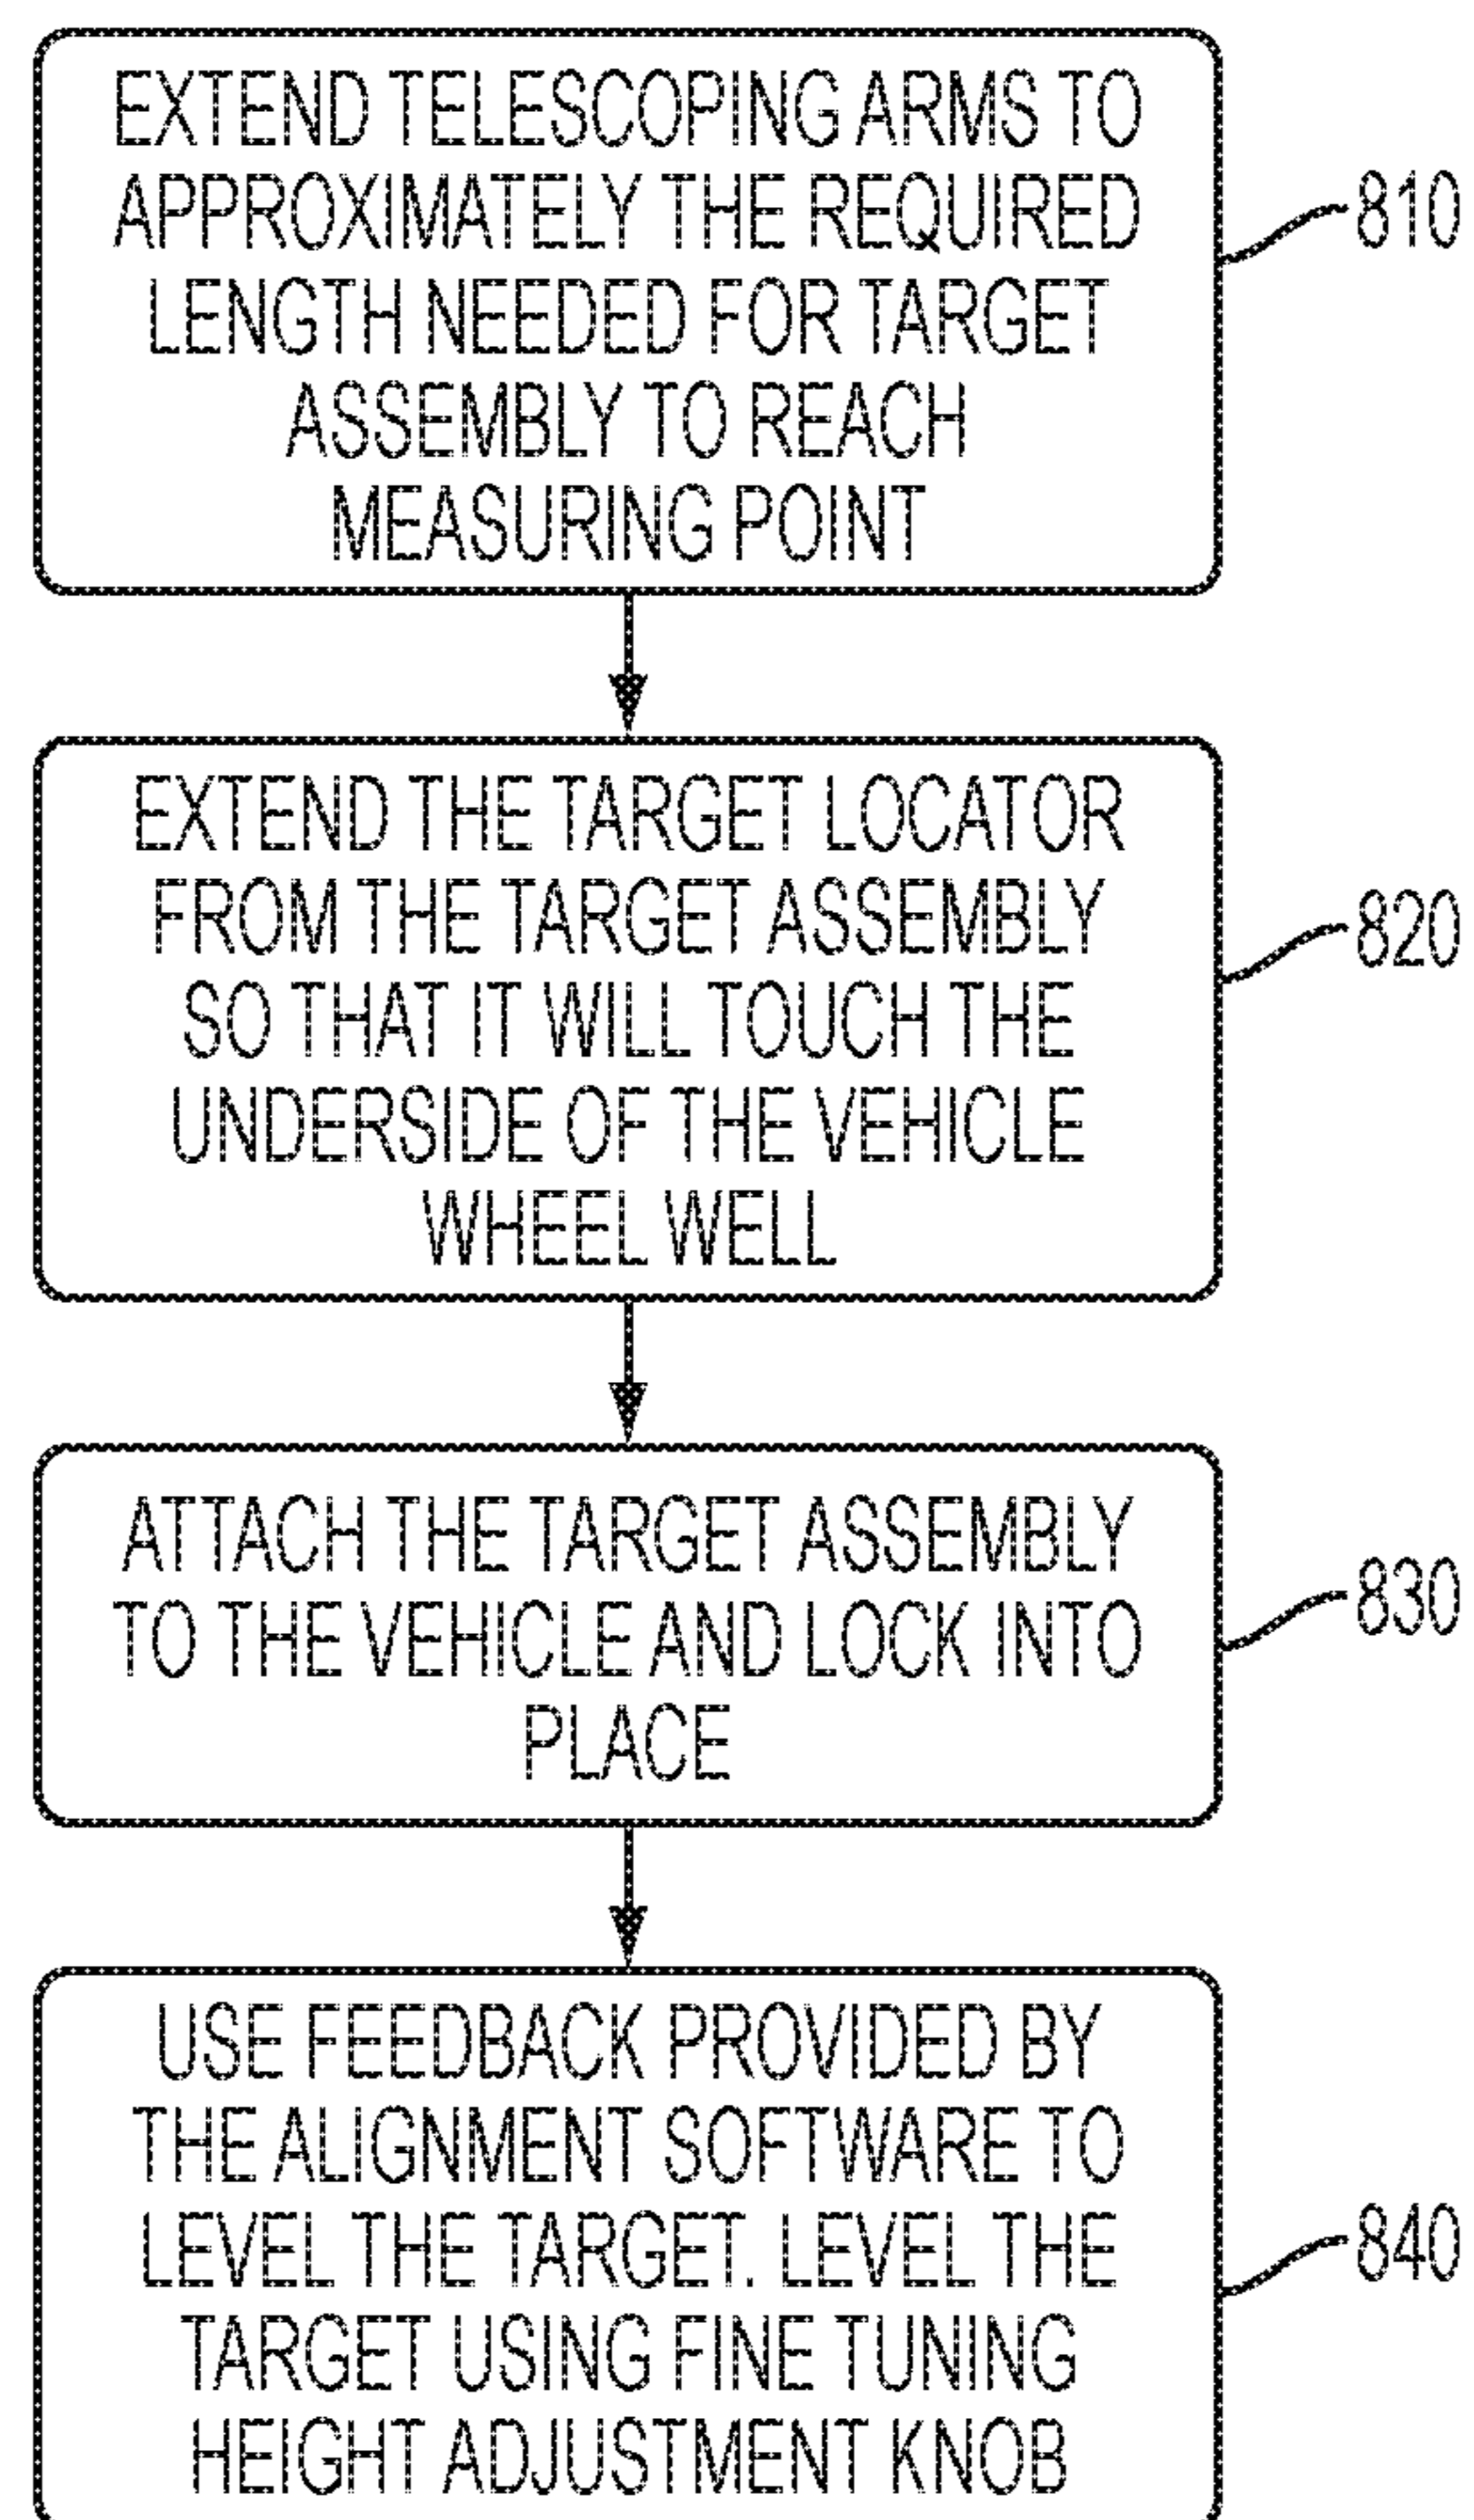 EXTEND TELESCOPING ARMS TO
APPROXIMATELY THE REQUIRED
LENGTH NEEDED FOR TARGET
ASSEMBLY TO REACH
MEASURING POINT
810
EXTEND THE TARGET LOCATOR
FROM THE TARGET ASSEMBLY
SO THAT IT WILL TOUCH THE
UNDERSIDE OF THE VEHICLE
WHEEL WELL
820
ATTACH THE TARGET ASSEMBLY
TO THE VEHICLE AND LOCK INTO
PLACE
830
USE FEEDBACK PROVIDED BY
THE ALIGNMENT SOFTWARE TO
LEVEL THE TARGET. LEVEL THE
TARGET USING FINE TUNING
HEIGHT ADJUSTMENT KNOB
840